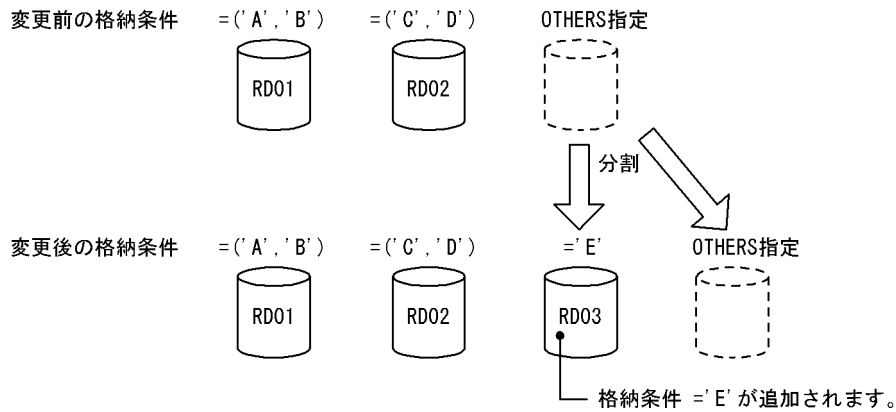 変更前の格納条件 =('A','B') =('C','D') OTHERS指定
RD01 RD02
分割
変更後の格納条件 =('A','B') =('C','D') ='E' OTHERS指定
RD01 RD02 RD03
格納条件 ='E'が追加されます。